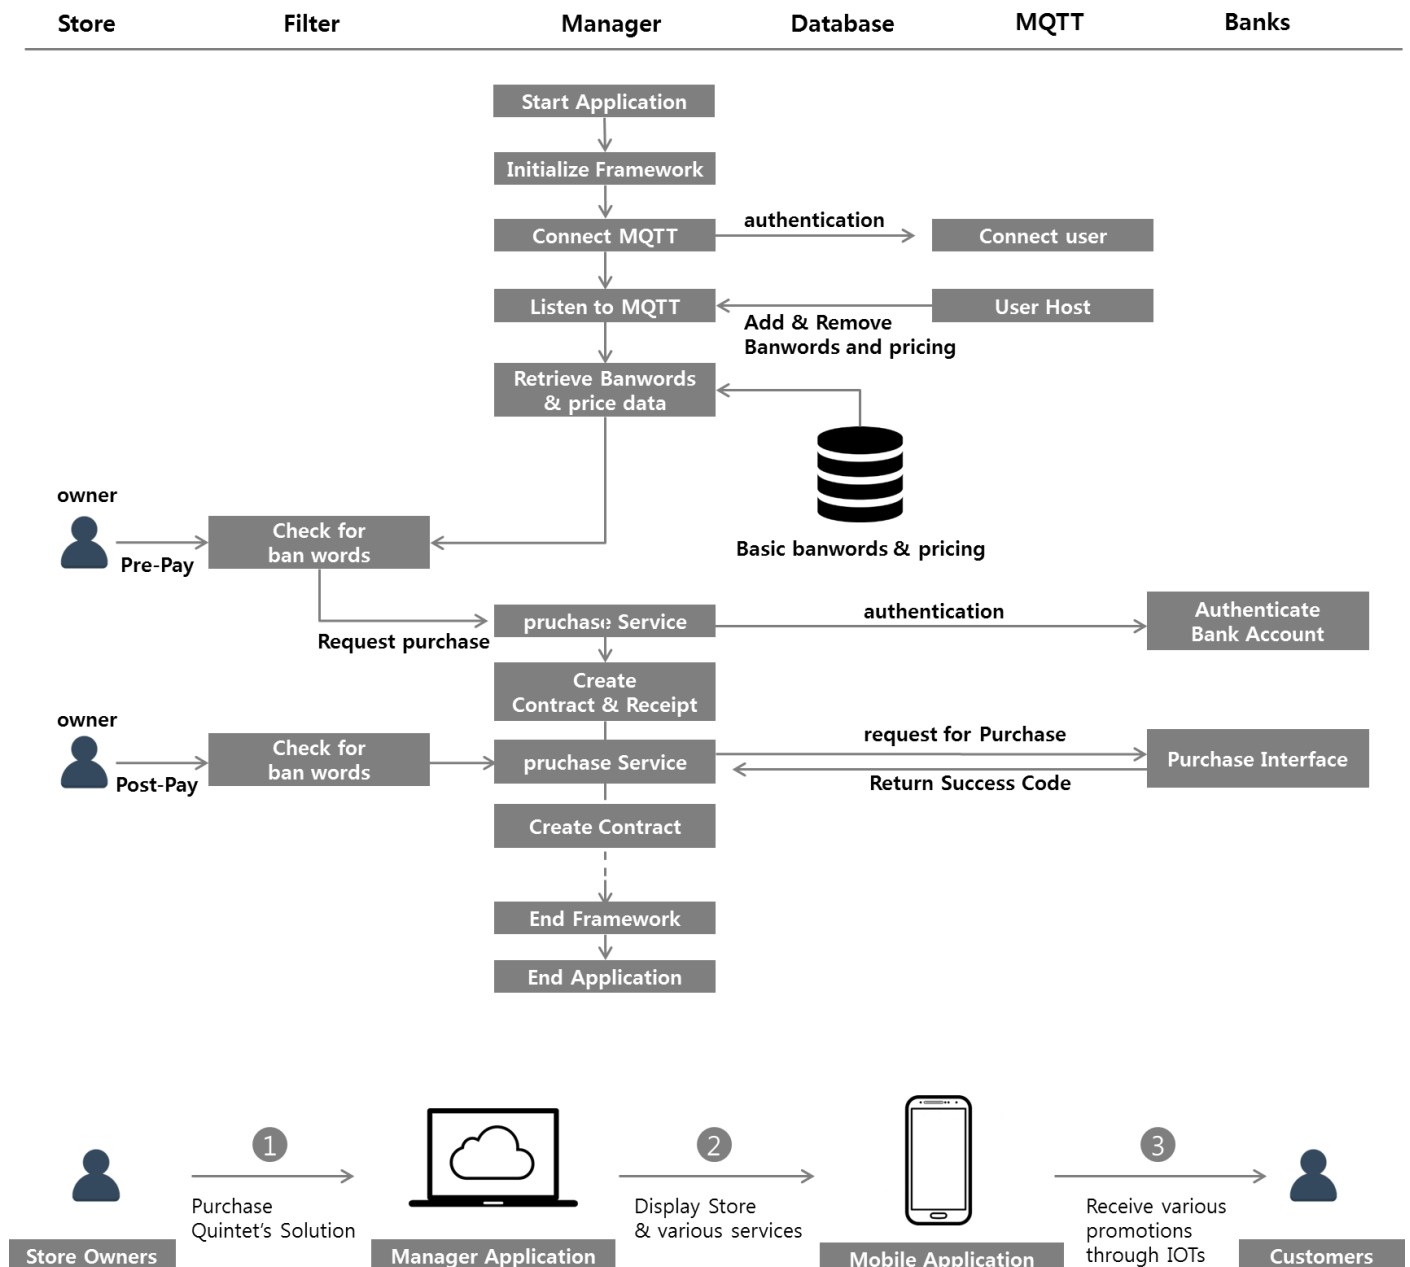 Store Filter Manager Database MQTT Banks
Start Application
Initialize Framework
Connect MQTT
authentication
Connect user
Listen to MQTT
User Host
Add & Remove
Banwords and pricing
Retrieve Banwords
& price data
owner
Pre-Pay
Check for
ban words
Basic banwords & pricing
Request purchase
pruchase Service
authentication
Authenticate
Bank Account
Create
Contract & Receipt
owner
Post-Pay
Check for
ban words
pruchase Service
request for Purchase
Return Success Code
Purchase Interface
Create Contract
End Framework
End Application
1
Purchase
Quintet's Solution
2
Display Store
& various services
3
Receive various
promotions
through IOTs
Store Owners
Manager Application
Mobile Application
Customers